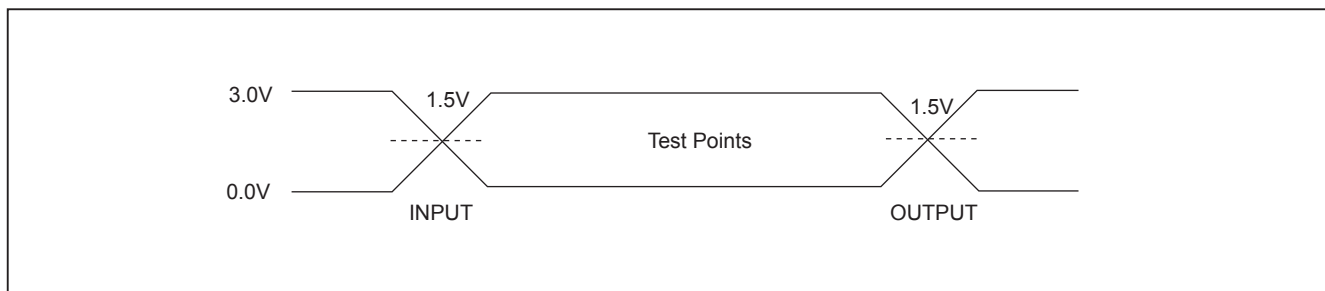 3.0V
1.5V
1.5V
Test Points
0.0V
INPUT
OUTPUT